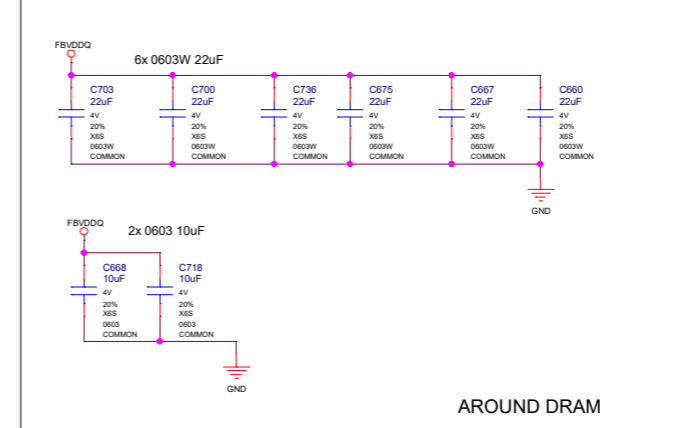 FBVDDQ
6x 0603W 22uF
C703
22uF
4V
20%
X6S
0603W
COMMON
C700
22uF
4V
20%
X6S
0603W
COMMON
C736
22uF
4V
20%
X6S
0603W
COMMON
C675
22uF
4V
20%
X6S
0603W
COMMON
C667
22uF
4V
20%
X6S
0603W
COMMON
C660
22uF
4V
20%
X6S
0603W
COMMON
GND
FBVDDQ
2x 0603 10uF
C668
10uF
4V
20%
X6S
0603
COMMON
C718
10uF
4V
20%
X6S
0603
COMMON
GND
AROUND DRAM